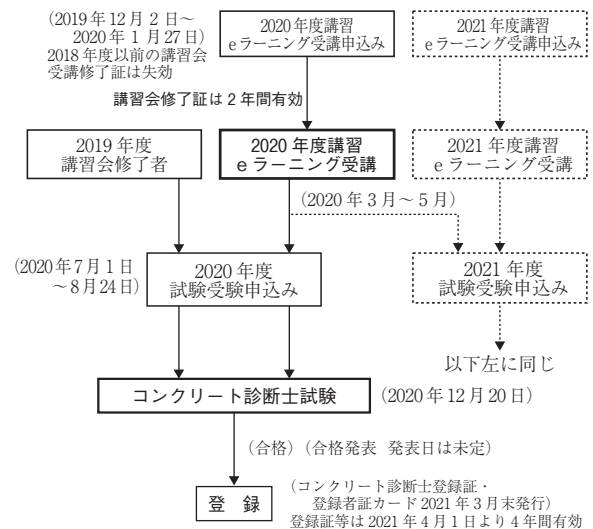 (2019年12月2日～
2020年1月27日)
2018年度以前の講習会
受講修了証は失効
2020年度講習
eラーニング受講申込み
2021年度講習
eラーニング受講申込み
講習会修了証は2年間有効
2019年度
講習会修了者
2020年度講習
eラーニング受講
2021年度講習
eラーニング受講
(2020年3月～5月)
(2020年7月1日
～8月24日)
2020年度
試験受験申込み
2021年度
試験受験申込み
以下左に同じ
コンクリート診断士試験
(2020年12月20日)
(合格)(合格発表 発表日は未定)
登 録
(コンクリート診断士登録証・
登録者証カード2021年3月末発行)
登録証等は2021年4月1日より4年間有効